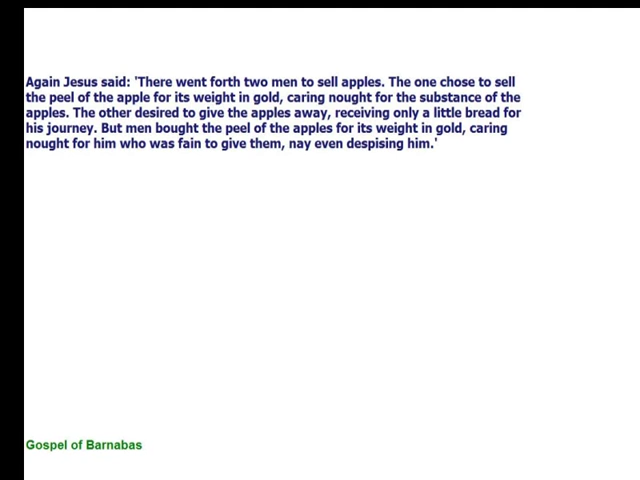 Again Jesus said: 'There went forth two men to sell apples. The one chose to sell
the peel of the apple for its weight in gold, caring nought for the substance of the
apples. The other desired to give the apples away, receiving only a little bread for
his journey. But men bought the peel of the apples for its weight in gold, caring
nought for him who was fain to give them, nay even despising him.'
Gospel of Barnabas